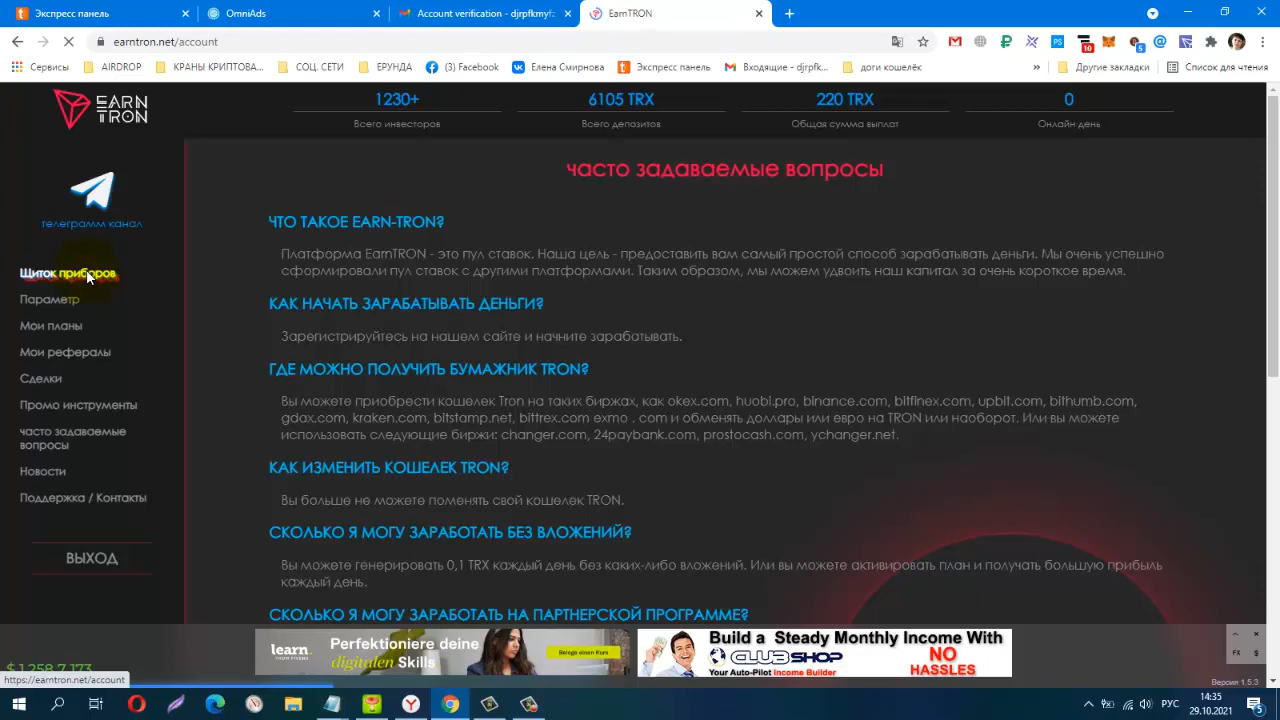 Экспресс панель
OmniAds
Account verification - djrpfkmyf
EarnTRON
earntron.net/account
Сервисы
AIRDROP
КРАНЫ КРИПТОВА...
СОЦ. СЕТИ
ЕРУНДА
(3) Facebook
Елена Смирнова
Экспресс панель
Входящие - djrpfk...
доги кошелёк
»
Другие закладки
Список для чтения
EARN
TRON
1230+
6105 TRX
220 TRX
0
Всего инвесторов
Всего депозитов
Общая сумма выплат
Онлайн день
телеграмм канал
Щиток приборов
Параметр
Мои планы
Мои рефералы
Сделки
Промо инструменты
часто задаваемые
вопросы
Новости
Поддержка / Контакты
ВЫХОД
часто задаваемые вопросы
ЧТО ТАКОЕ EARN-TRON?
Платформа EarnTRON - это пул ставок. Наша цель - предоставить вам самый простой способ зарабатывать деньги. Мы очень успешно
сформировали пул ставок с другими платформами. Таким образом, мы можем удвоить наш капитал за очень короткое время.
КАК НАЧАТЬ ЗАРАБАТЫВАТЬ ДЕНЬГИ?
Зарегистрируйтесь на нашем сайте и начните зарабатывать.
ГДЕ МОЖНО ПОЛУЧИТЬ БУМАЖНИК TRON?
Вы можете приобрести кошелек Tron на таких биржах, как okex.com, huobi.pro, binance.com, bitfinex.com, upbit.com, bithumb.com,
gdax.com, kraken.com, bitstamp.net, bittrex.com exmo . com и обменять доллары или евро на TRON или наоборот. Или вы можете
использовать следующие биржи: changer.com, 24paybank.com, prostocash.com, ychanger.net.
КАК ИЗМЕНИТЬ КОШЕЛЕК TRON?
Вы больше не можете поменять свой кошелек TRON.
СКОЛЬКО Я МОГУ ЗАРАБОТАТЬ БЕЗ ВЛОЖЕНИЙ?
Вы можете генерировать 0,1 TRX каждый день без каких-либо вложений. Или вы можете активировать план и получать большую прибыль
каждый день.
СКОЛЬКО Я МОГУ ЗАРАБОТАТЬ НА ПАРТНЕРСКОЙ ПРОГРАММЕ?
learn.
Perfektioniere deine
digitalen Skills
Belege einen Kurs
Build a Steady Monthly Income With
CLUBSHOP
NO
HASSLES
Your Auto-Pilot Income Builder
FX
$
Версия 1.5.3
$ 1 258.7 173
https://earntron.net/account
РУС
14:35
29.10.2021